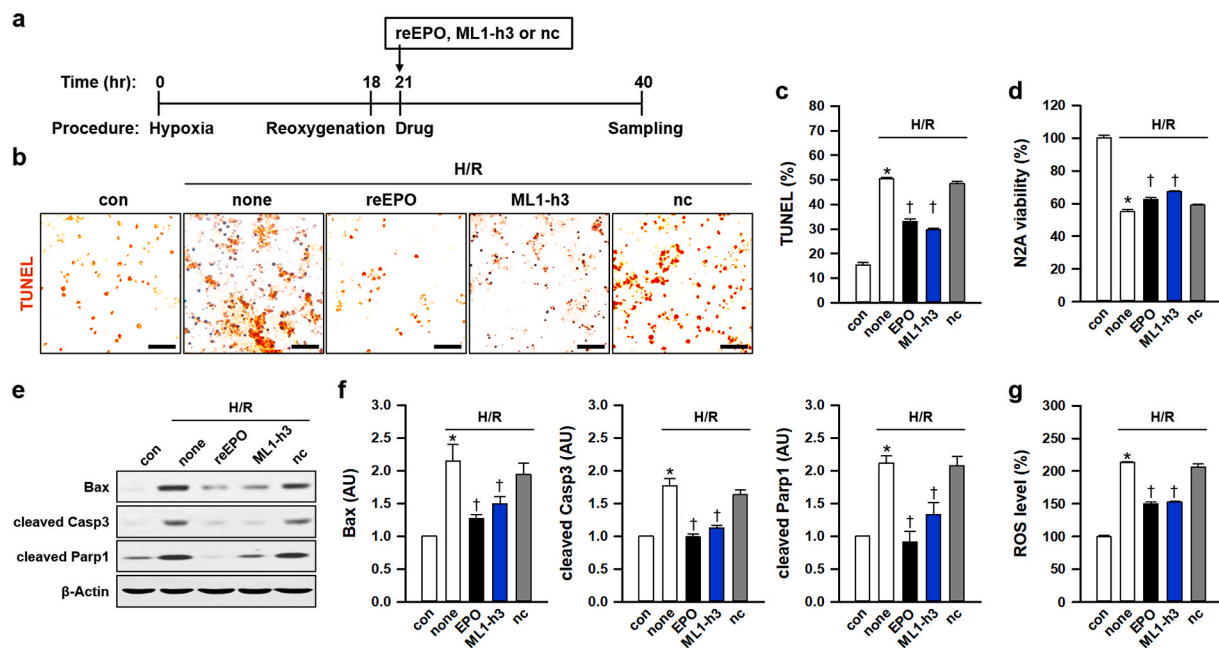 a
reEPO, ML1-h3 or nc
Time (hr): 0 18 21 40
Procedure: Hypoxia Reoxygenation Drug Sampling
b
H/R
con none reEPO ML1-h3 nc
TUNEL
c
H/R
TUNEL (%)
80
70
60
50
40
30
20
10
0
*
†
†
con none EPO ML1-h3 nc
d
H/R
N2A viability (%)
120
100
80
60
40
20
0
*
†
†
con none EPO ML1-h3 nc
e
H/R
con none reEPO ML1-h3 nc
Bax
cleaved Casp3
cleaved Parp1
β-Actin
f
H/R
Bax (AU)
3.0
2.5
2.0
1.5
1.0
0.5
0.0
*
†
†
con none EPO ML1-h3 nc
H/R
cleaved Casp3 (AU)
3.0
2.5
2.0
1.5
1.0
0.5
0.0
*
†
†
con none EPO ML1-h3 nc
H/R
cleaved Parp1 (AU)
3.0
2.5
2.0
1.5
1.0
0.5
0.0
*
†
†
con none EPO ML1-h3 nc
g
H/R
ROS level (%)
300
250
200
150
100
50
0
*
†
†
con none EPO ML1-h3 nc